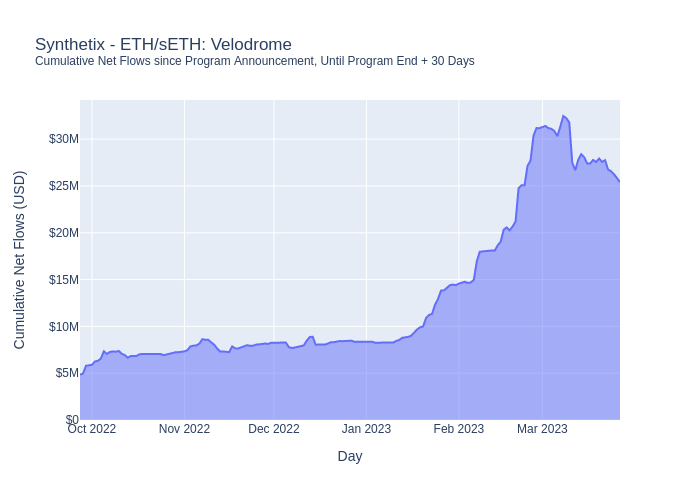 Synthetix - ETH/sETH: Velodrome
Cumulative Net Flows since Program Announcement, Until Program End + 30 Days
$30M
$25M
$20M
$15M
$10M
$5M
$0
Cumulative Net Flows (USD)
Oct 2022
Nov 2022
Dec 2022
Jan 2023
Feb 2023
Mar 2023
Day